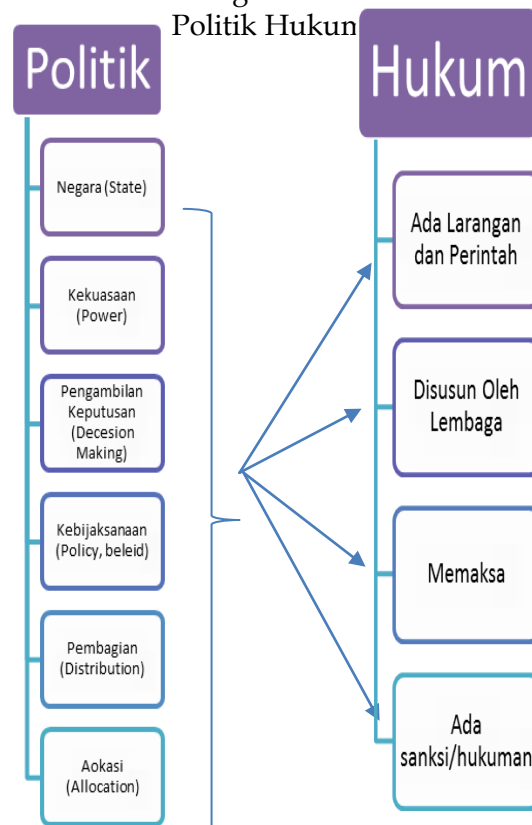 Politik Hukum
Politik
Negara (State)
Kekuasaan
(Power)
Pengambilan
Keputusan
(Decesion
Making)
Kebijaksanaan
(Policy, beleid)
Pembagian
(Distribution)
Aokasi
(Allocation)
Hukum
Ada Larangan
dan Perintah
Disusun Oleh
Lembaga
Memaksa
Ada
sanksi/hukuman